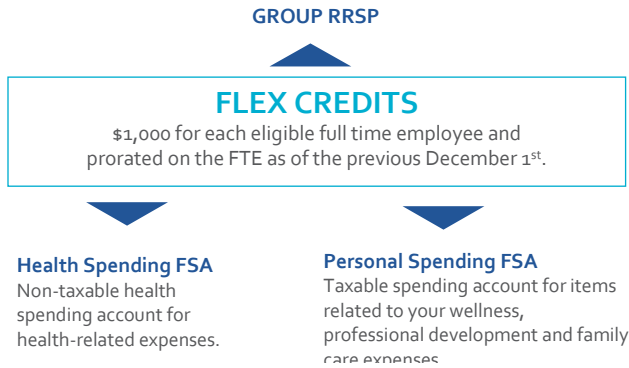 GROUP RRSP
FLEX CREDITS
$1,000 for each eligible full time employee and
prorated on the FTE as of the previous December 1st.
Health Spending FSA
Non-taxable health
spending account for
health-related expenses.
Personal Spending FSA
Taxable spending account for items
related to your wellness,
professional development and family
care expenses